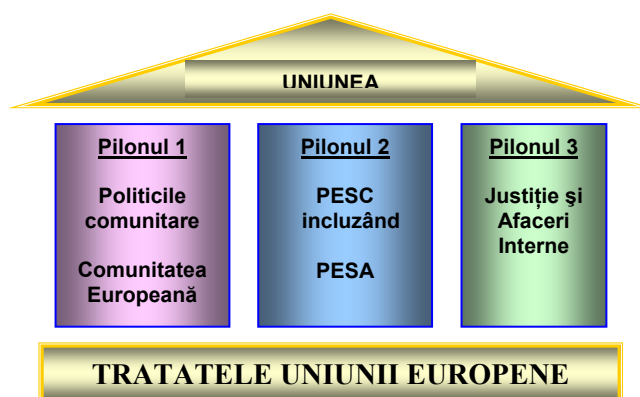 UNIUNEA
Pilonul 1
Politicile
comunitare
Comunitatea
Europeană
Pilonul 2
PESC
incluzând
PESA
Pilonul 3
Justiţie şi
Afaceri
Interne
TRATATELE UNIUNII EUROPENE